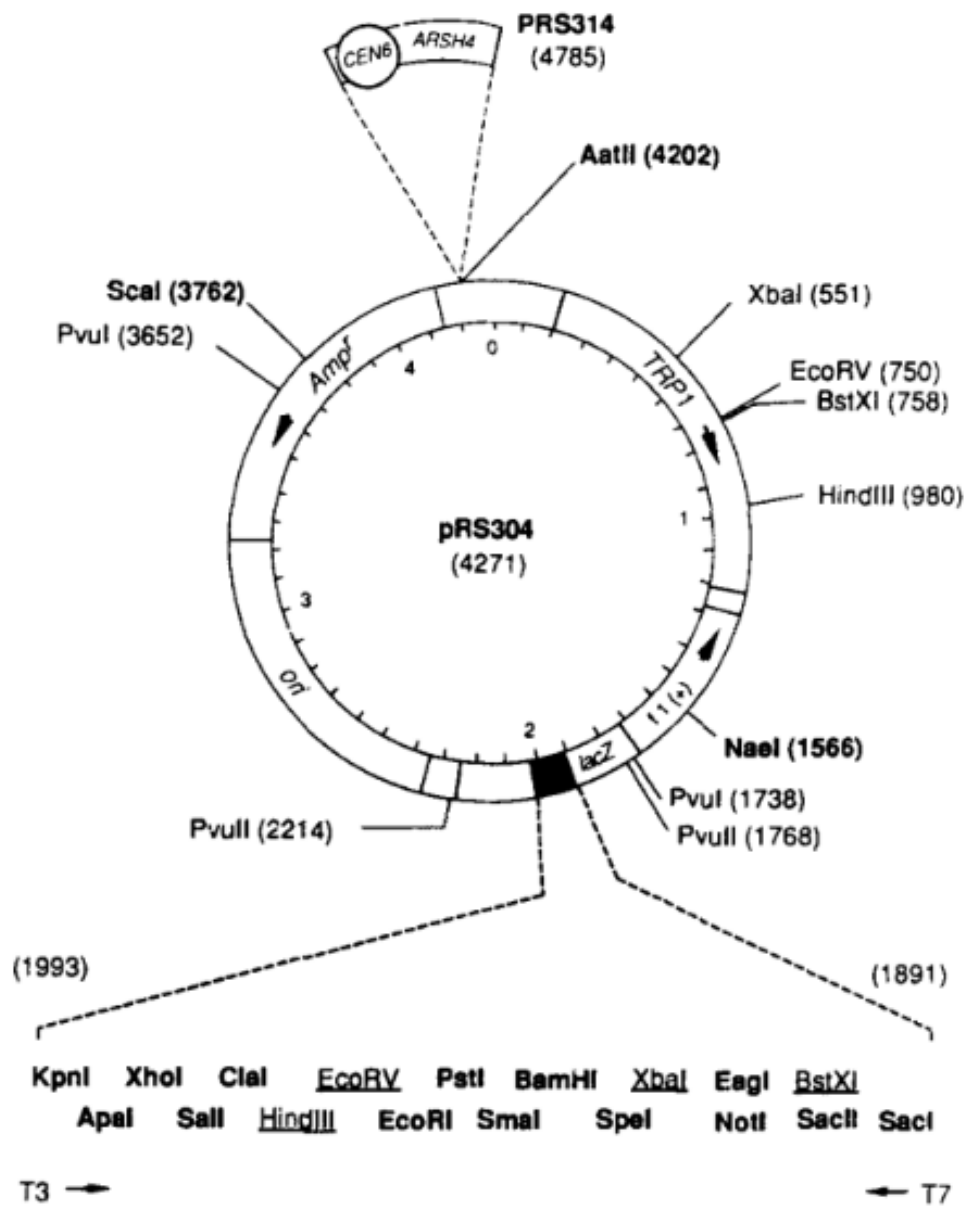 CEN6 ARSH4 PRS314
(4785)
AatII (4202)
ScaI (3762)
PvuI (3652)
XbaI (551)
EcoRV (750)
BstXI (758)
HindIII (980)
Ampr
TRP1
0
1
2
3
4
pRS304
(4271)
ori
f 1 (+)
lacZ
NaeI (1566)
PvuI (1738)
PvuII (1768)
PvuII (2214)
(1993) (1891)
KpnI XhoI ClaI EcoRV PstI BamHI XbaI EagI BstXI
ApaI SalI HindIII EcoRI SmaI SpeI NotI SacII SacI
T3 T7